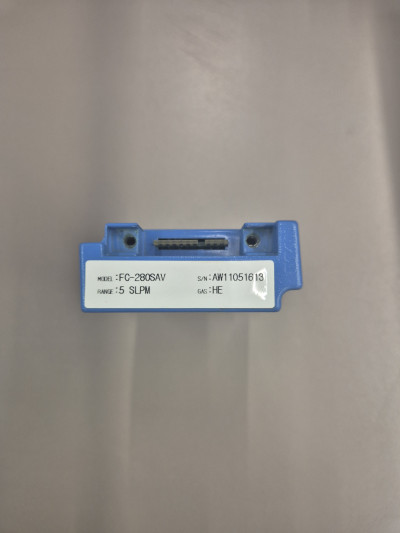 MODEL:FC-280SAV S/N:AW11051613
RANGE:5 SLPM GAS:HE